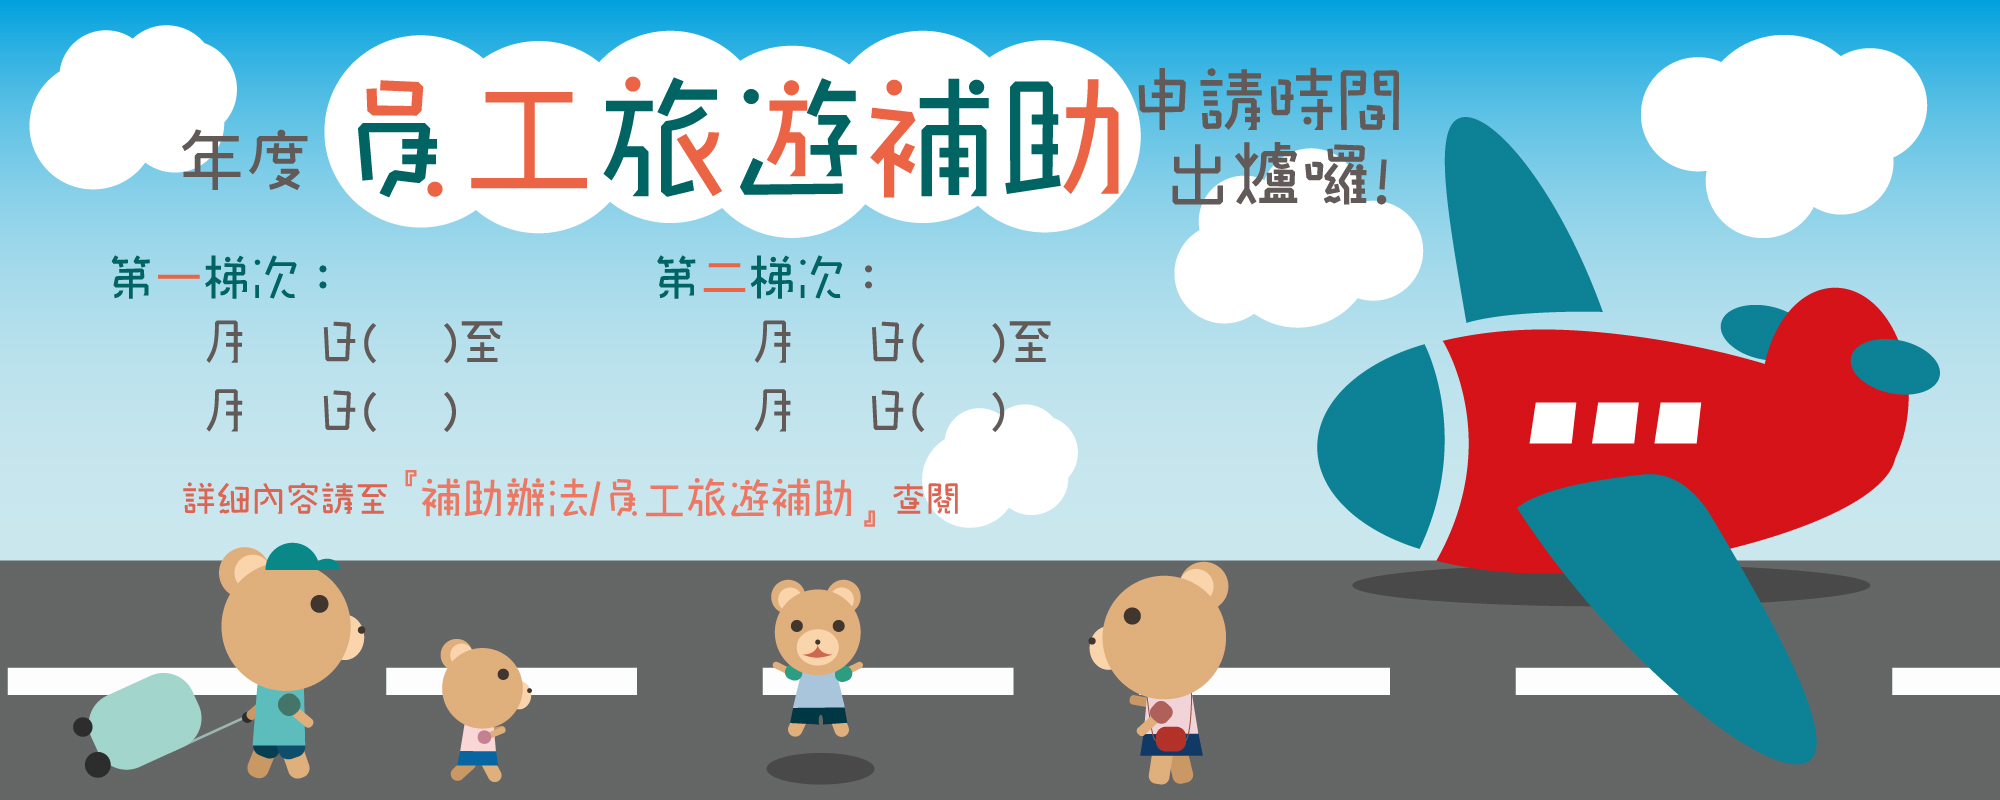 年度員工旅遊補助申請時間
出爐囉!
第一梯次：
月 日( )至
月 日( )
第二梯次：
月 日( )至
月 日( )
詳細內容請至『補助辦法/員工旅遊補助』查閱